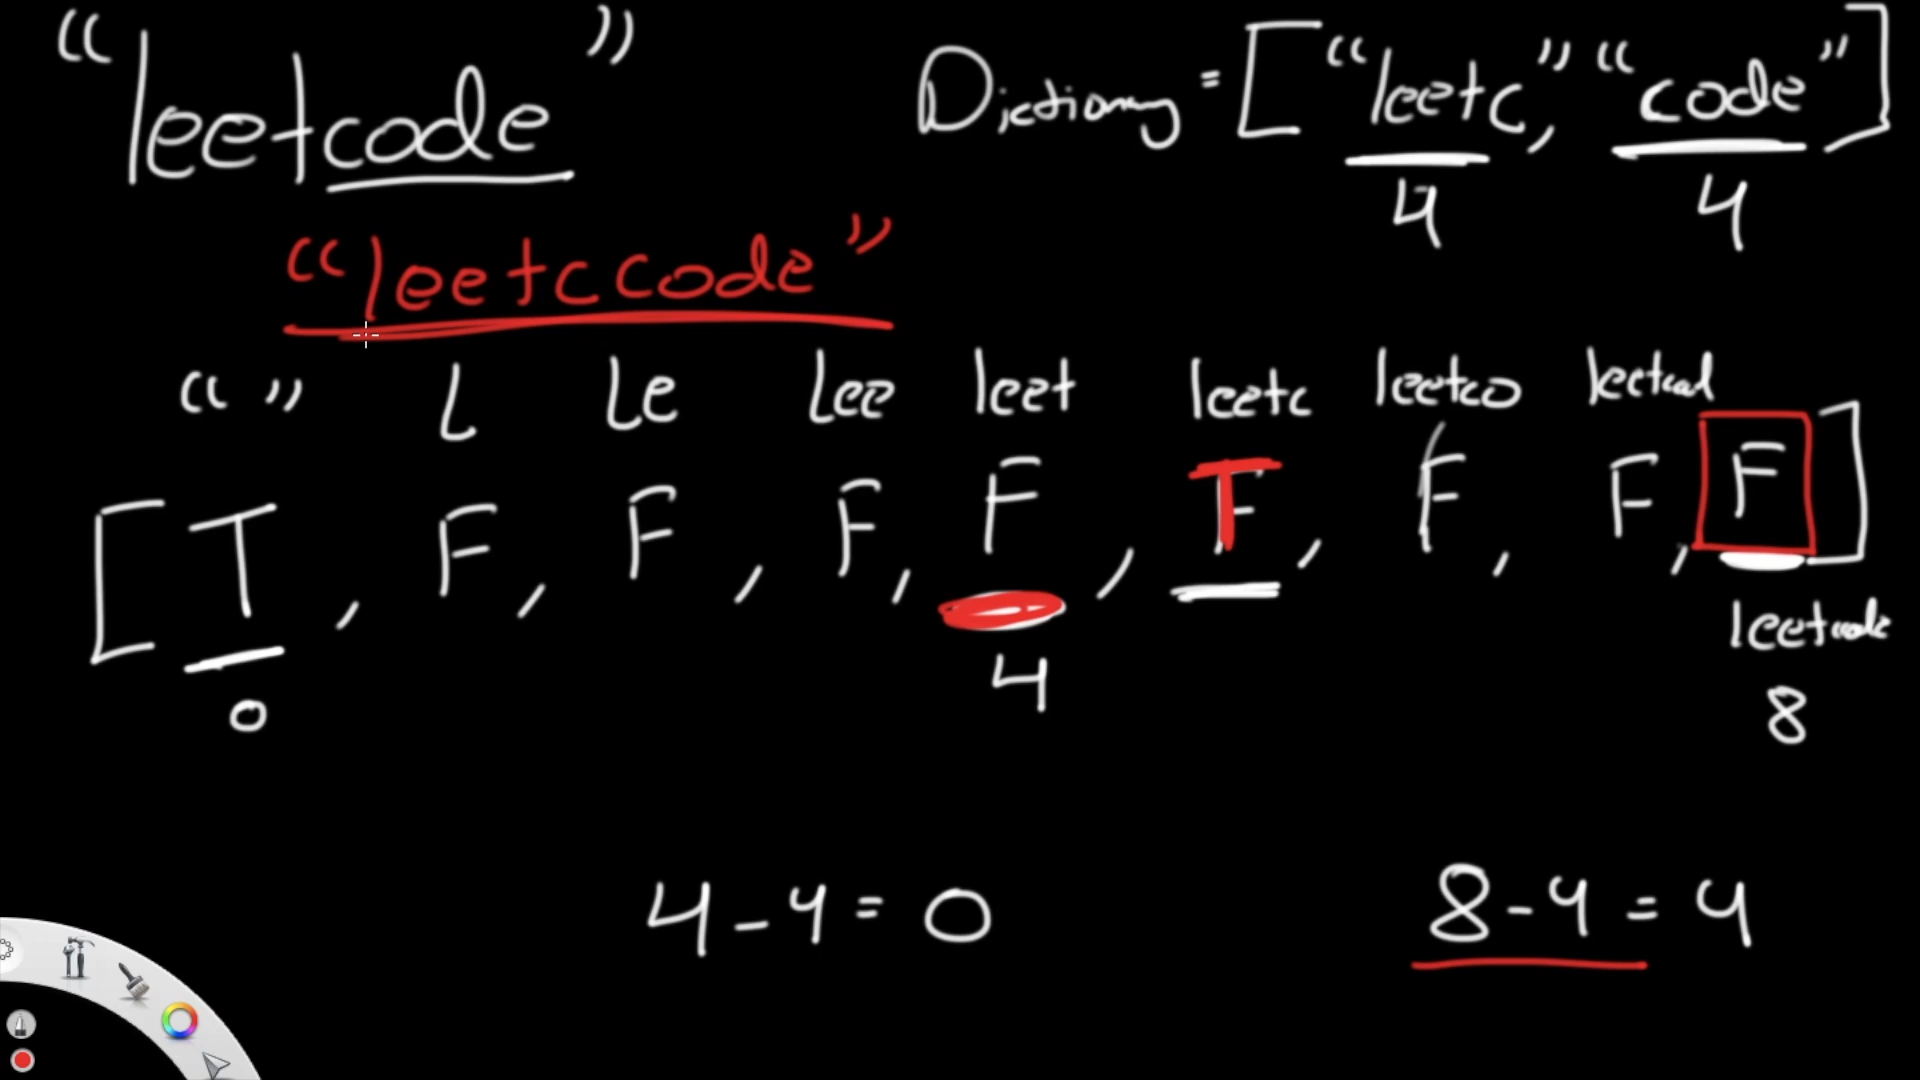 “leetcode”
Dictionary = [“leetc,” “code”]
4 4
“leetccode”
“ ” L Le Lee leet leetc leetco leetcod
[T, F, F, F, F, T, F, F, F]
leetcode
0 4 8
4-4=0 8-4=4